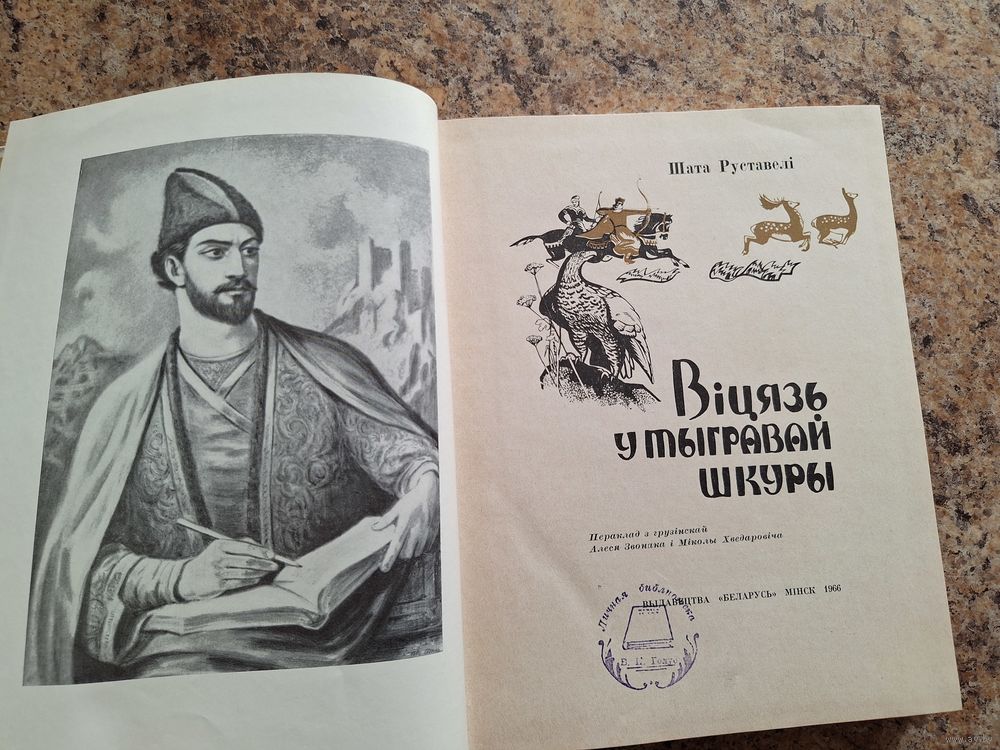 Шата Руставелі
Віцязь
у тыгравай
шкуры
Пераклад з грузінскай
Алеся Звонака і Міколы Хведаровіча
ВЫДАВЕЦТВА «БЕЛАРУСЬ» МІНСК 1966
Личная библиотека